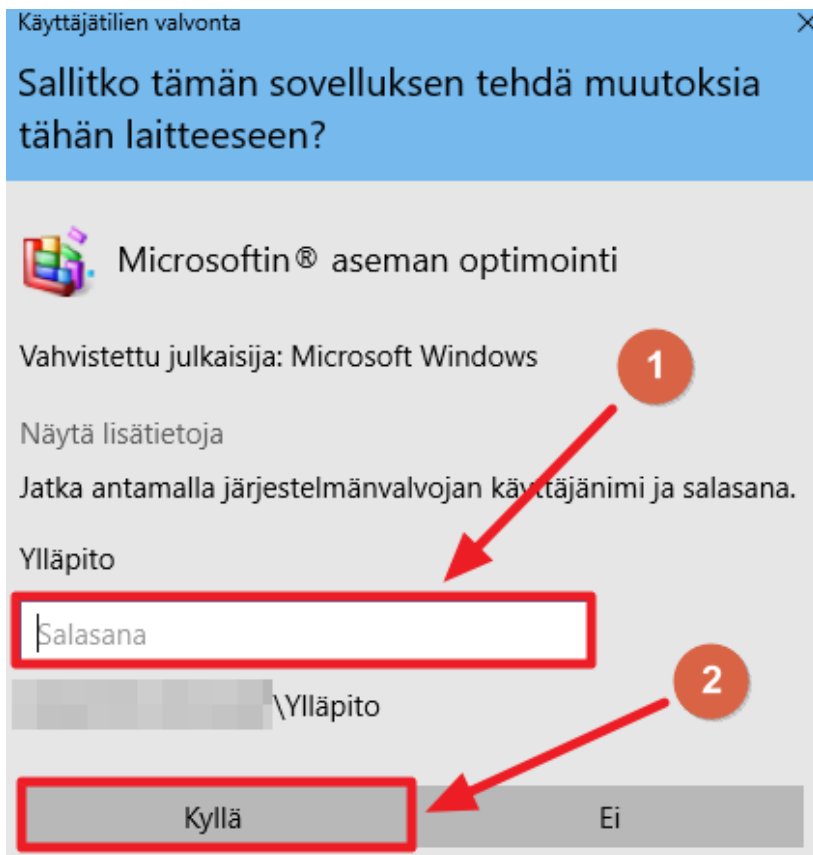 Käyttäjätilien valvonta
Sallitko tämän sovelluksen tehdä muutoksia
tähän laitteeseen?
Microsoftin® aseman optimointi
Vahvistettu julkaisija: Microsoft Windows
1
Näytä lisätietoja
Jatka antamalla järjestelmänvalvojan käyttäjänimi ja salasana.
Ylläpito
Salasana
\Ylläpito
2
Kyllä
Ei